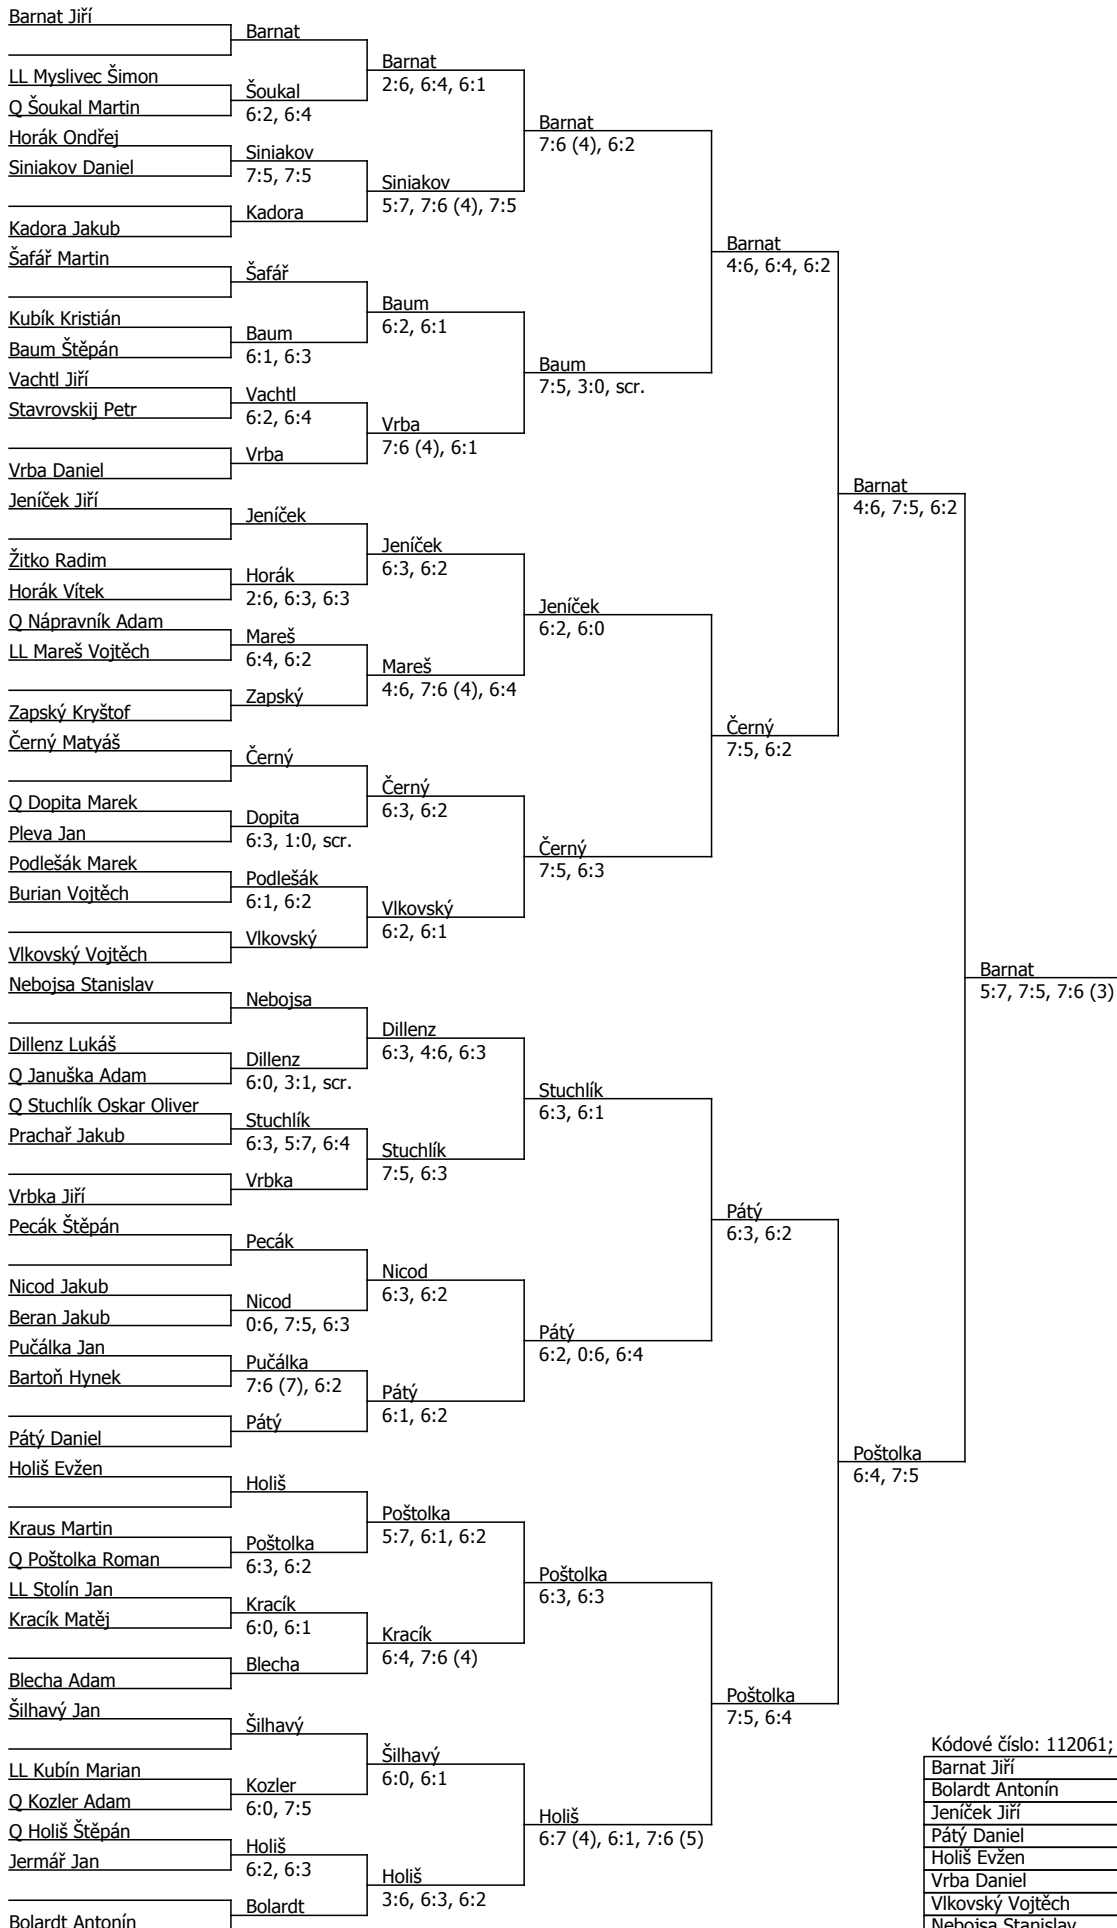 Barnat Jiří
Barnat
LL Myslivec Šimon
Barnat
2:6, 6:4, 6:1
Q Šoukal Martin
Šoukal
6:2, 6:4
Horák Ondřej
Barnat
7:6 (4), 6:2
Siniakov Daniel
Siniakov
7:5, 7:5
Siniakov
5:7, 7:6 (4), 7:5
Kadora Jakub
Kadora
Šafář Martin
Barnat
4:6, 6:4, 6:2
Šafář
Kubík Kristián
Baum
6:2, 6:1
Baum Štěpán
Baum
6:1, 6:3
Vachtl Jiří
Baum
7:5, 3:0, scr.
Stavrovskij Petr
Vachtl
6:2, 6:4
Vrba
7:6 (4), 6:1
Vrba Daniel
Vrba
Jeníček Jiří
Barnat
4:6, 7:5, 6:2
Jeníček
Žitko Radim
Jeníček
6:3, 6:2
Horák Vítek
Horák
2:6, 6:3, 6:3
Q Nápravník Adam
Jeníček
6:2, 6:0
LL Mareš Vojtěch
Mareš
6:4, 6:2
Mareš
4:6, 7:6 (4), 6:4
Zapský Kryštof
Zapský
Černý Matyáš
Černý
7:5, 6:2
Černý
Q Dopita Marek
Černý
6:3, 6:2
Pleva Jan
Dopita
6:3, 1:0, scr.
Podlešák Marek
Černý
7:5, 6:3
Burian Vojtěch
Podlešák
6:1, 6:2
Vlkovský
6:2, 6:1
Vlkovský Vojtěch
Vlkovský
Nebojsa Stanislav
Barnat
5:7, 7:5, 7:6 (3)
Nebojsa
Dillenz Lukáš
Dillenz
6:3, 4:6, 6:3
Q Januška Adam
Dillenz
6:0, 3:1, scr.
Q Stuchlík Oskar Oliver
Stuchlík
6:3, 6:1
Prachař Jakub
Stuchlík
6:3, 5:7, 6:4
Stuchlík
7:5, 6:3
Vrbka Jiří
Vrbka
Pecák Štěpán
Pátý
6:3, 6:2
Pecák
Nicod Jakub
Nicod
6:3, 6:2
Beran Jakub
Nicod
0:6, 7:5, 6:3
Pučálka Jan
Pátý
6:2, 0:6, 6:4
Bartoň Hynek
Pučálka
7:6 (7), 6:2
Pátý
6:1, 6:2
Pátý Daniel
Pátý
Holiš Evžen
Poštolka
6:4, 7:5
Holiš
Kraus Martin
Poštolka
5:7, 6:1, 6:2
Q Poštolka Roman
Poštolka
6:3, 6:2
LL Stolín Jan
Poštolka
6:3, 6:3
Kracík Matěj
Kracík
6:0, 6:1
Kracík
6:4, 7:6 (4)
Blecha Adam
Blecha
Šilhavý Jan
Poštolka
7:5, 6:4
Šilhavý
LL Kubín Marian
Šilhavý
6:0, 6:1
Q Kozler Adam
Kozler
6:0, 7:5
Q Holiš Štěpán
Holiš
6:7 (4), 6:1, 7:6 (5)
Jermář Jan
Holiš
6:2, 6:3
Holiš
3:6, 6:3, 6:2
Bolardt Antonín
Bolardt
Kódové číslo: 112061;
Barnat Jiří
Bolardt Antonín
Jeníček Jiří
Pátý Daniel
Holiš Evžen
Vrba Daniel
Vlkovský Vojtěch
Nebojsa Stanislav